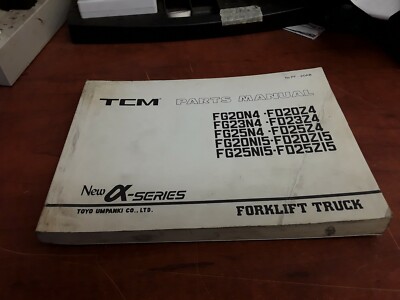 TCM PARTS MANUAL
FG20N4・FD20Z4
FG23N4・FD23Z4
FG25N4・FD25Z4
FG20N15・FD20Z15
FG25N15・FD25Z15
New α-SERIES
TOYO UMPANKI CO., LTD.
FORKLIFT TRUCK